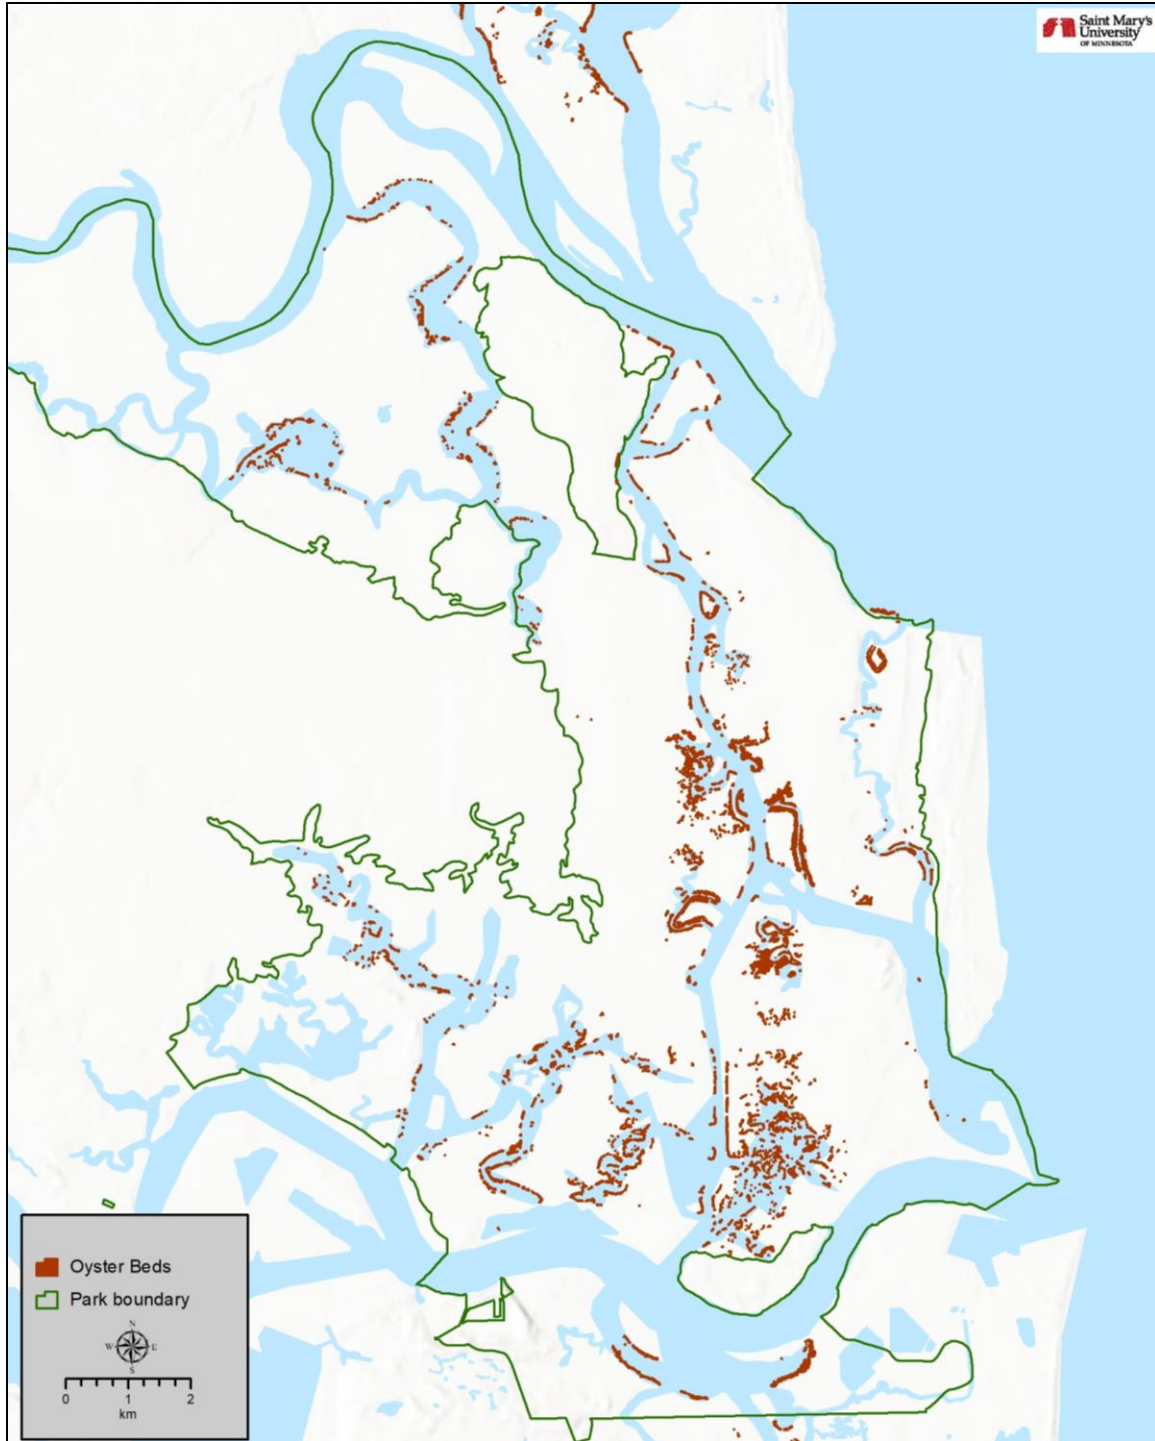 Saint Mary's
University
OF MINNESOTA
Oyster Beds
Park boundary
N
W E
S
0 1 2
km